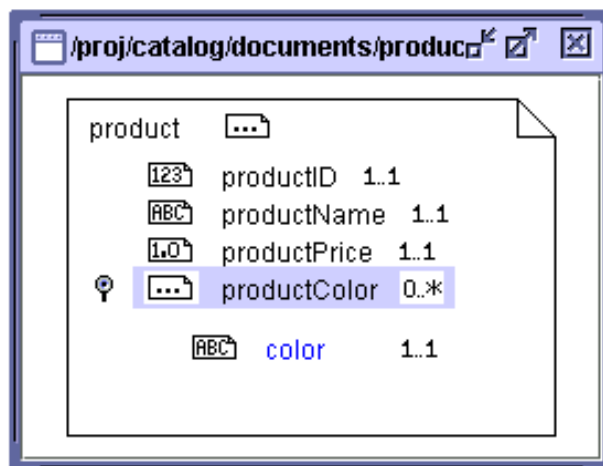 /proj/catalog/documents/produc
product ...
123 productID 1..1
ABC productName 1..1
1.0 productPrice 1..1
... productColor 0..*
ABC color 1..1